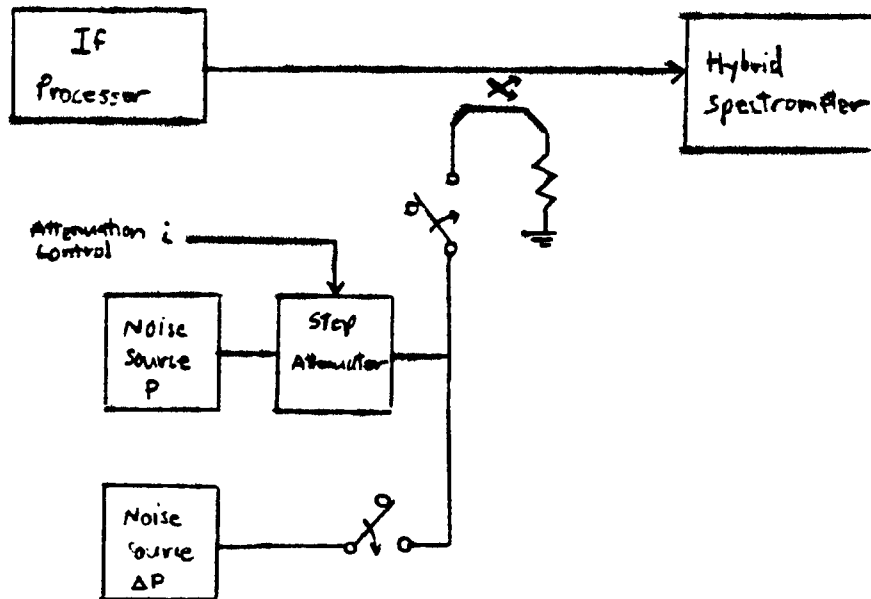 If
Processor
Hybrid
Spectrometer
Attenuation i
Control
Noise
Source
P
Step
Attenuator
Noise
Source
ΔP